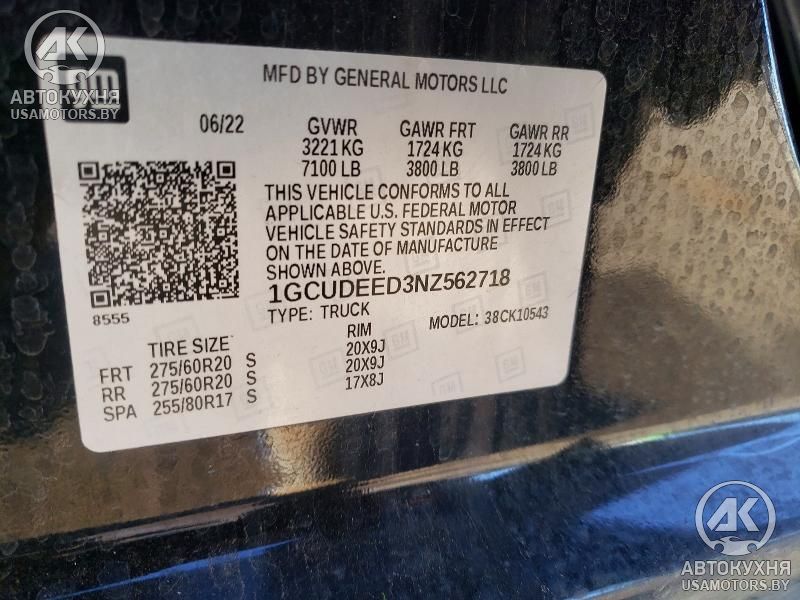 AK
АВТОКУХНЯ
USAMOTORS.BY
gm
MFD BY GENERAL MOTORS LLC
06/22 GVWR GAWR FRT GAWR RR
3221 KG 1724 KG 1724 KG
7100 LB 3800 LB 3800 LB
THIS VEHICLE CONFORMS TO ALL
APPLICABLE U.S. FEDERAL MOTOR
VEHICLE SAFETY STANDARDS IN EFFECT
ON THE DATE OF MANUFACTURE
SHOWN ABOVE.
1GCUDEED3NZ562718
8555
TYPE: TRUCK MODEL: 38CK10543
TIRE SIZE RIM
FRT 275/60R20 S 20X9J
RR 275/60R20 S 20X9J
SPA 255/80R17 S 17X8J
AK
АВТОКУХНЯ
USAMOTORS.BY